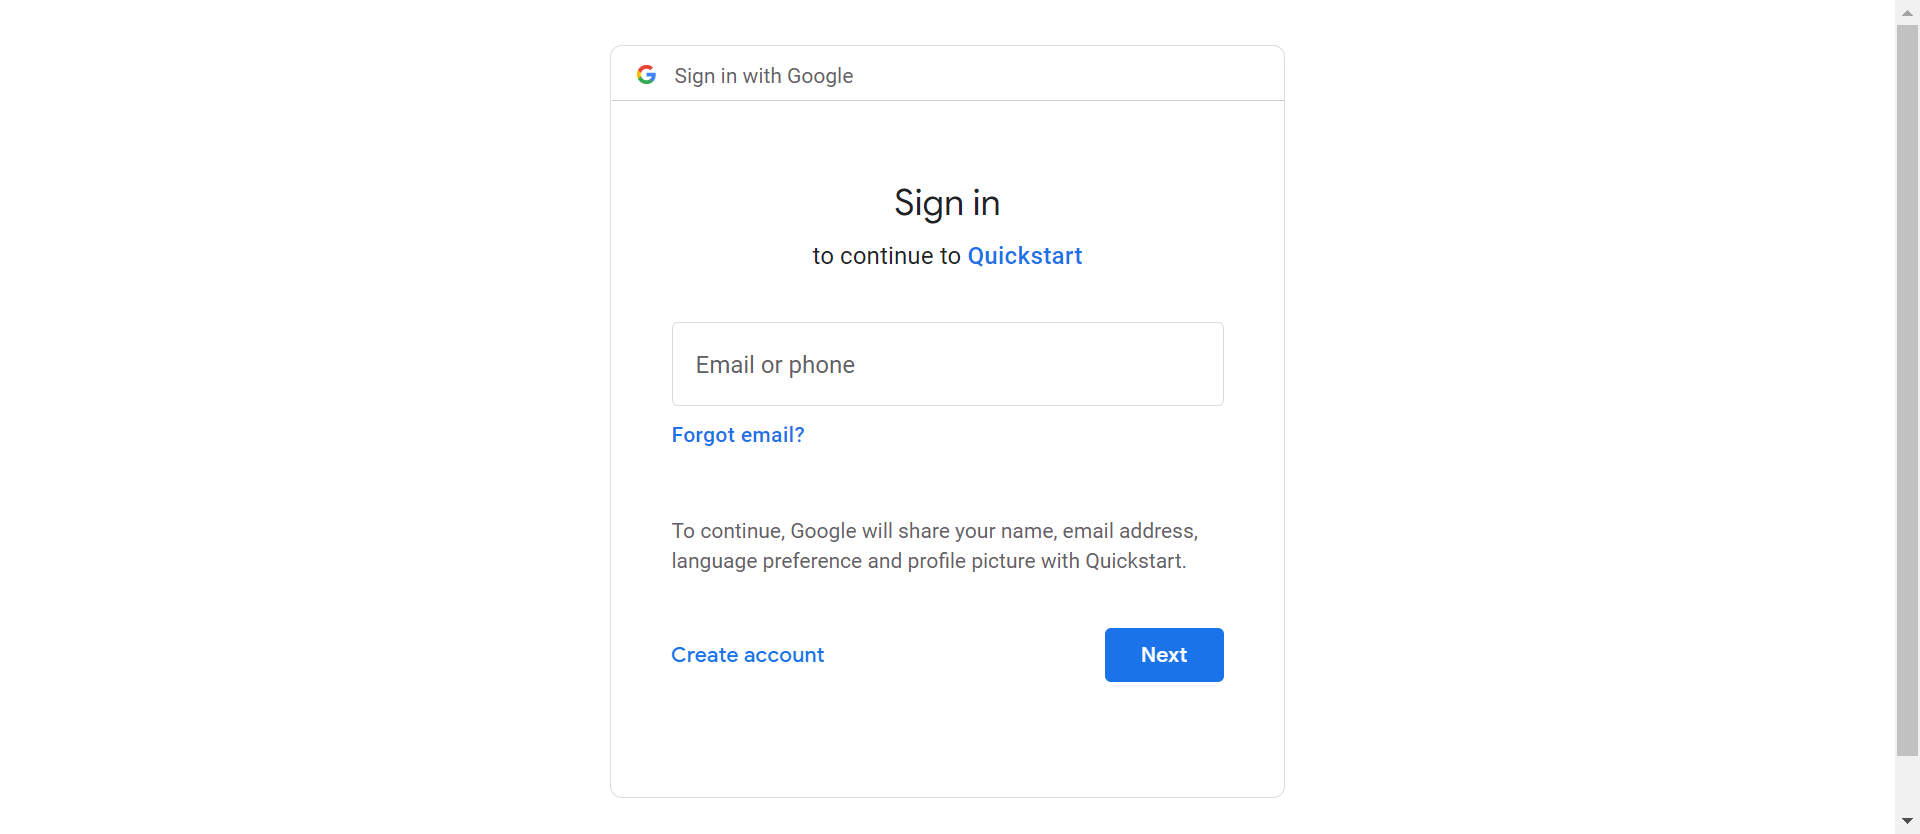 Sign in with Google
Sign in
to continue to Quickstart
Email or phone
Forgot email?
To continue, Google will share your name, email address,
language preference and profile picture with Quickstart.
Create account
Next